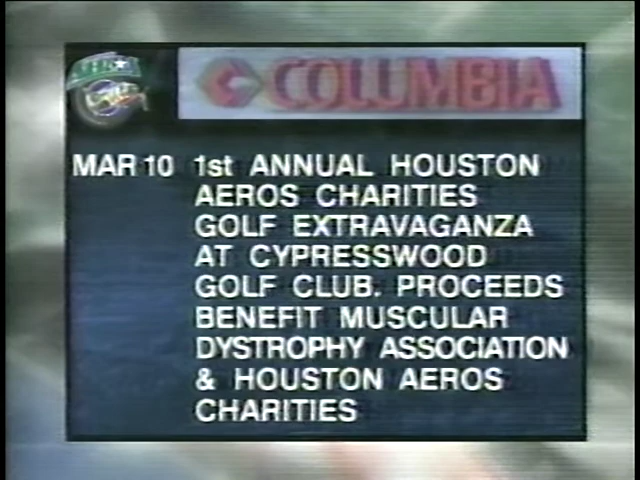 COLUMBIA
MAR 10 1st ANNUAL HOUSTON
AEROS CHARITIES
GOLF EXTRAVAGANZA
AT CYPRESSWOOD
GOLF CLUB. PROCEEDS
BENEFIT MUSCULAR
DYSTROPHY ASSOCIATION
& HOUSTON AEROS
CHARITIES